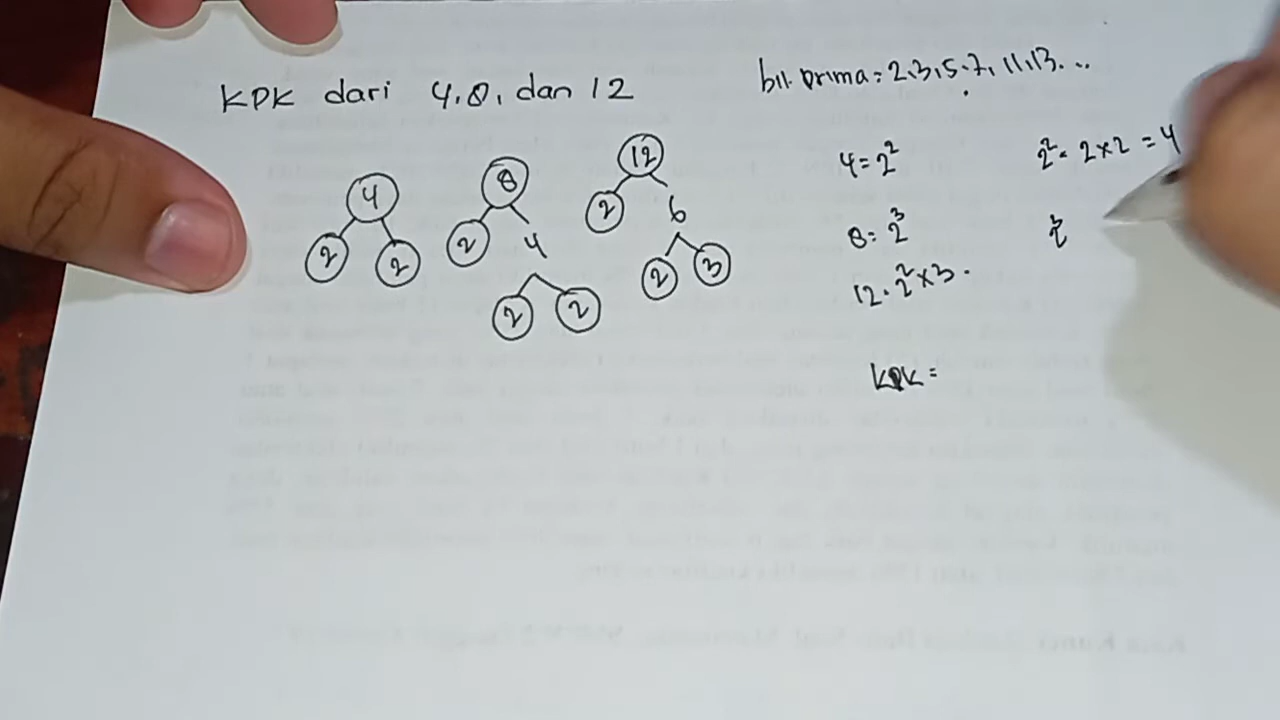 KPK dari 4,8, dan 12
bil. prima = 2,3,5,7,11,13...
4
2 2
8
2 4
2 2
12
2 6
2 3
4 = 2²
8 = 2³
12 = 2² x 3
KPK =
2² = 2 x 2 = 4
2³